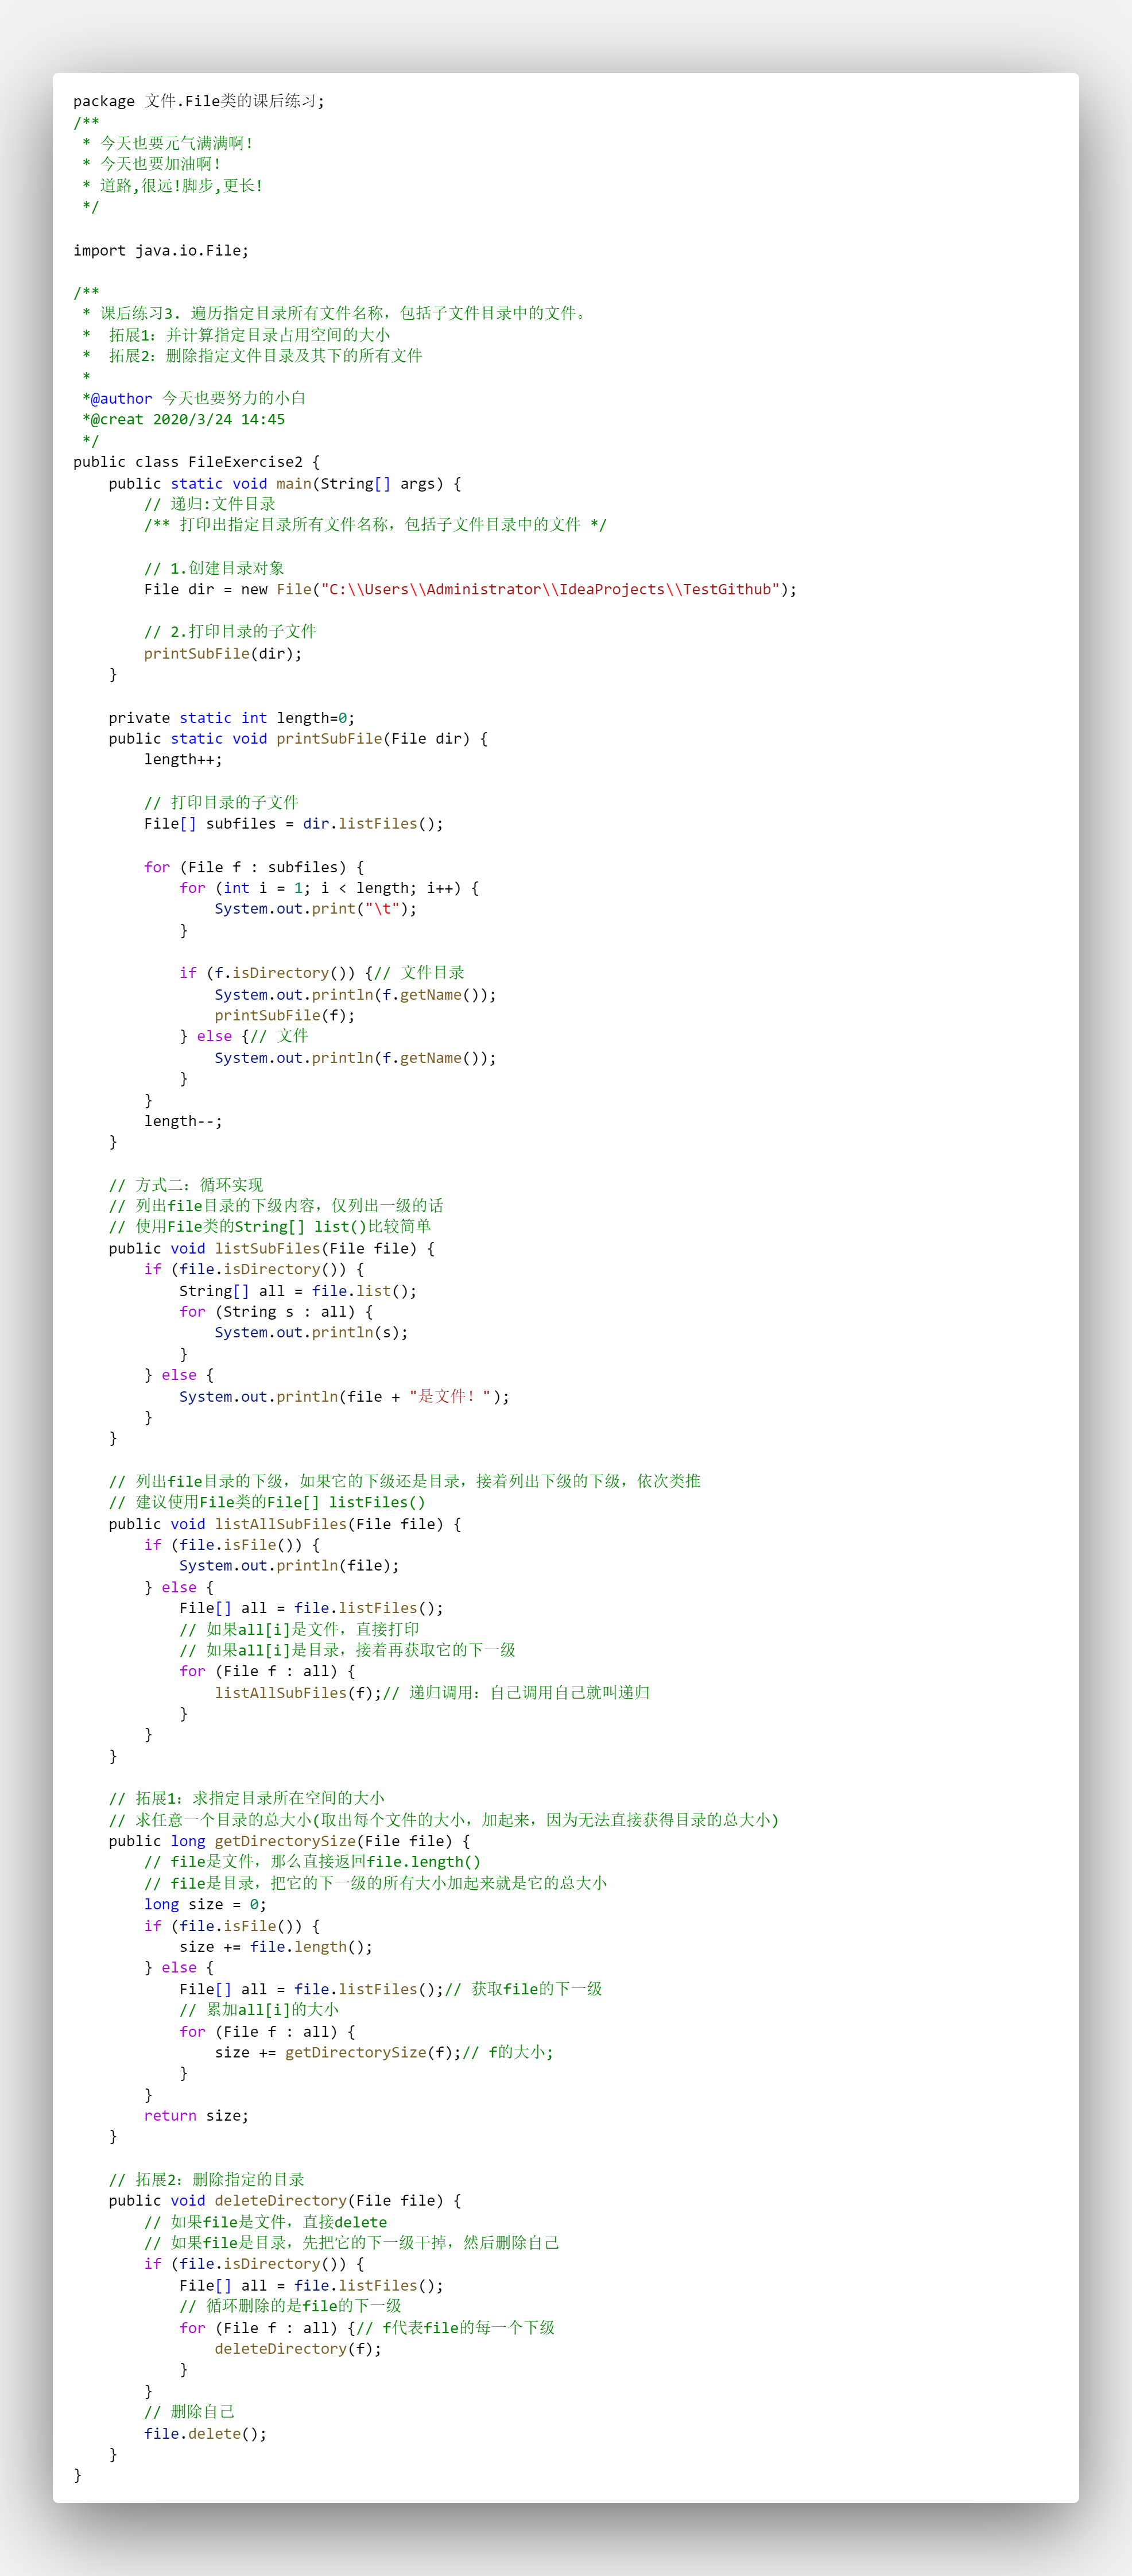 package 文件.File类的课后练习;
/**
 * 今天也要元气满满啊!
 * 今天也要加油啊!
 * 道路,很远!脚步,更长!
 */

import java.io.File;

/**
 * 课后练习3. 遍历指定目录所有文件名称，包括子文件目录中的文件。
 *  拓展1：并计算指定目录占用空间的大小
 *  拓展2：删除指定文件目录及其下的所有文件
 *
 *@author 今天也要努力的小白
 *@creat 2020/3/24 14:45
 */
public class FileExercise2 {
    public static void main(String[] args) {
        // 递归:文件目录
        /** 打印出指定目录所有文件名称，包括子文件目录中的文件 */

        // 1.创建目录对象
        File dir = new File("C:\\Users\\Administrator\\IdeaProjects\\TestGithub");

        // 2.打印目录的子文件
        printSubFile(dir);
    }

    private static int length=0;
    public static void printSubFile(File dir) {
        length++;

        // 打印目录的子文件
        File[] subfiles = dir.listFiles();

        for (File f : subfiles) {
            for (int i = 1; i < length; i++) {
                System.out.print("\t");
            }

            if (f.isDirectory()) {// 文件目录
                System.out.println(f.getName());
                printSubFile(f);
            } else {// 文件
                System.out.println(f.getName());
            }
        }
        length--;
    }

    // 方式二：循环实现
    // 列出file目录的下级内容，仅列出一级的话
    // 使用File类的String[] list()比较简单
    public void listSubFiles(File file) {
        if (file.isDirectory()) {
            String[] all = file.list();
            for (String s : all) {
                System.out.println(s);
            }
        } else {
            System.out.println(file + "是文件！");
        }
    }

    // 列出file目录的下级，如果它的下级还是目录，接着列出下级的下级，依次类推
    // 建议使用File类的File[] listFiles()
    public void listAllSubFiles(File file) {
        if (file.isFile()) {
            System.out.println(file);
        } else {
            File[] all = file.listFiles();
            // 如果all[i]是文件，直接打印
            // 如果all[i]是目录，接着再获取它的下一级
            for (File f : all) {
                listAllSubFiles(f);// 递归调用：自己调用自己就叫递归
            }
        }
    }

    // 拓展1：求指定目录所在空间的大小
    // 求任意一个目录的总大小(取出每个文件的大小，加起来，因为无法直接获得目录的总大小)
    public long getDirectorySize(File file) {
        // file是文件，那么直接返回file.length()
        // file是目录，把它的下一级的所有大小加起来就是它的总大小
        long size = 0;
        if (file.isFile()) {
            size += file.length();
        } else {
            File[] all = file.listFiles();// 获取file的下一级
            // 累加all[i]的大小
            for (File f : all) {
                size += getDirectorySize(f);// f的大小;
            }
        }
        return size;
    }

    // 拓展2：删除指定的目录
    public void deleteDirectory(File file) {
        // 如果file是文件，直接delete
        // 如果file是目录，先把它的下一级干掉，然后删除自己
        if (file.isDirectory()) {
            File[] all = file.listFiles();
            // 循环删除的是file的下一级
            for (File f : all) {// f代表file的每一个下级
                deleteDirectory(f);
            }
        }
        // 删除自己
        file.delete();
    }
}